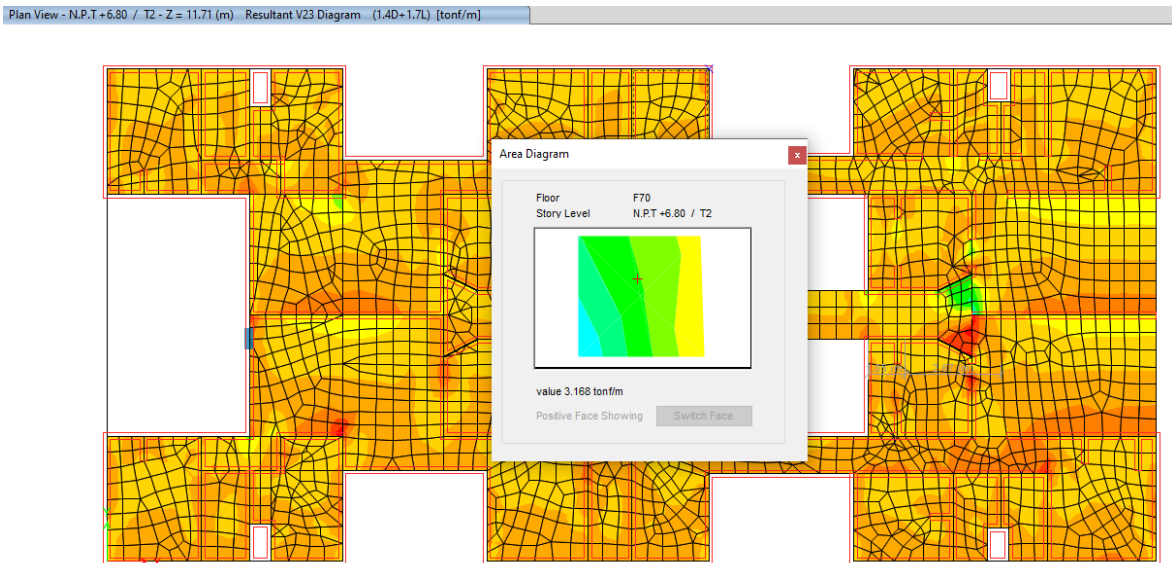 Plan View - N.P.T +6.80 / T2 - Z = 11.71 (m) Resultant V23 Diagram (1.4D+1.7L) [tonf/m]
Area Diagram
x
Floor F70
Story Level N.P.T +6.80 / T2
value 3.168 tonf/m
Positive Face Showing Switch Face